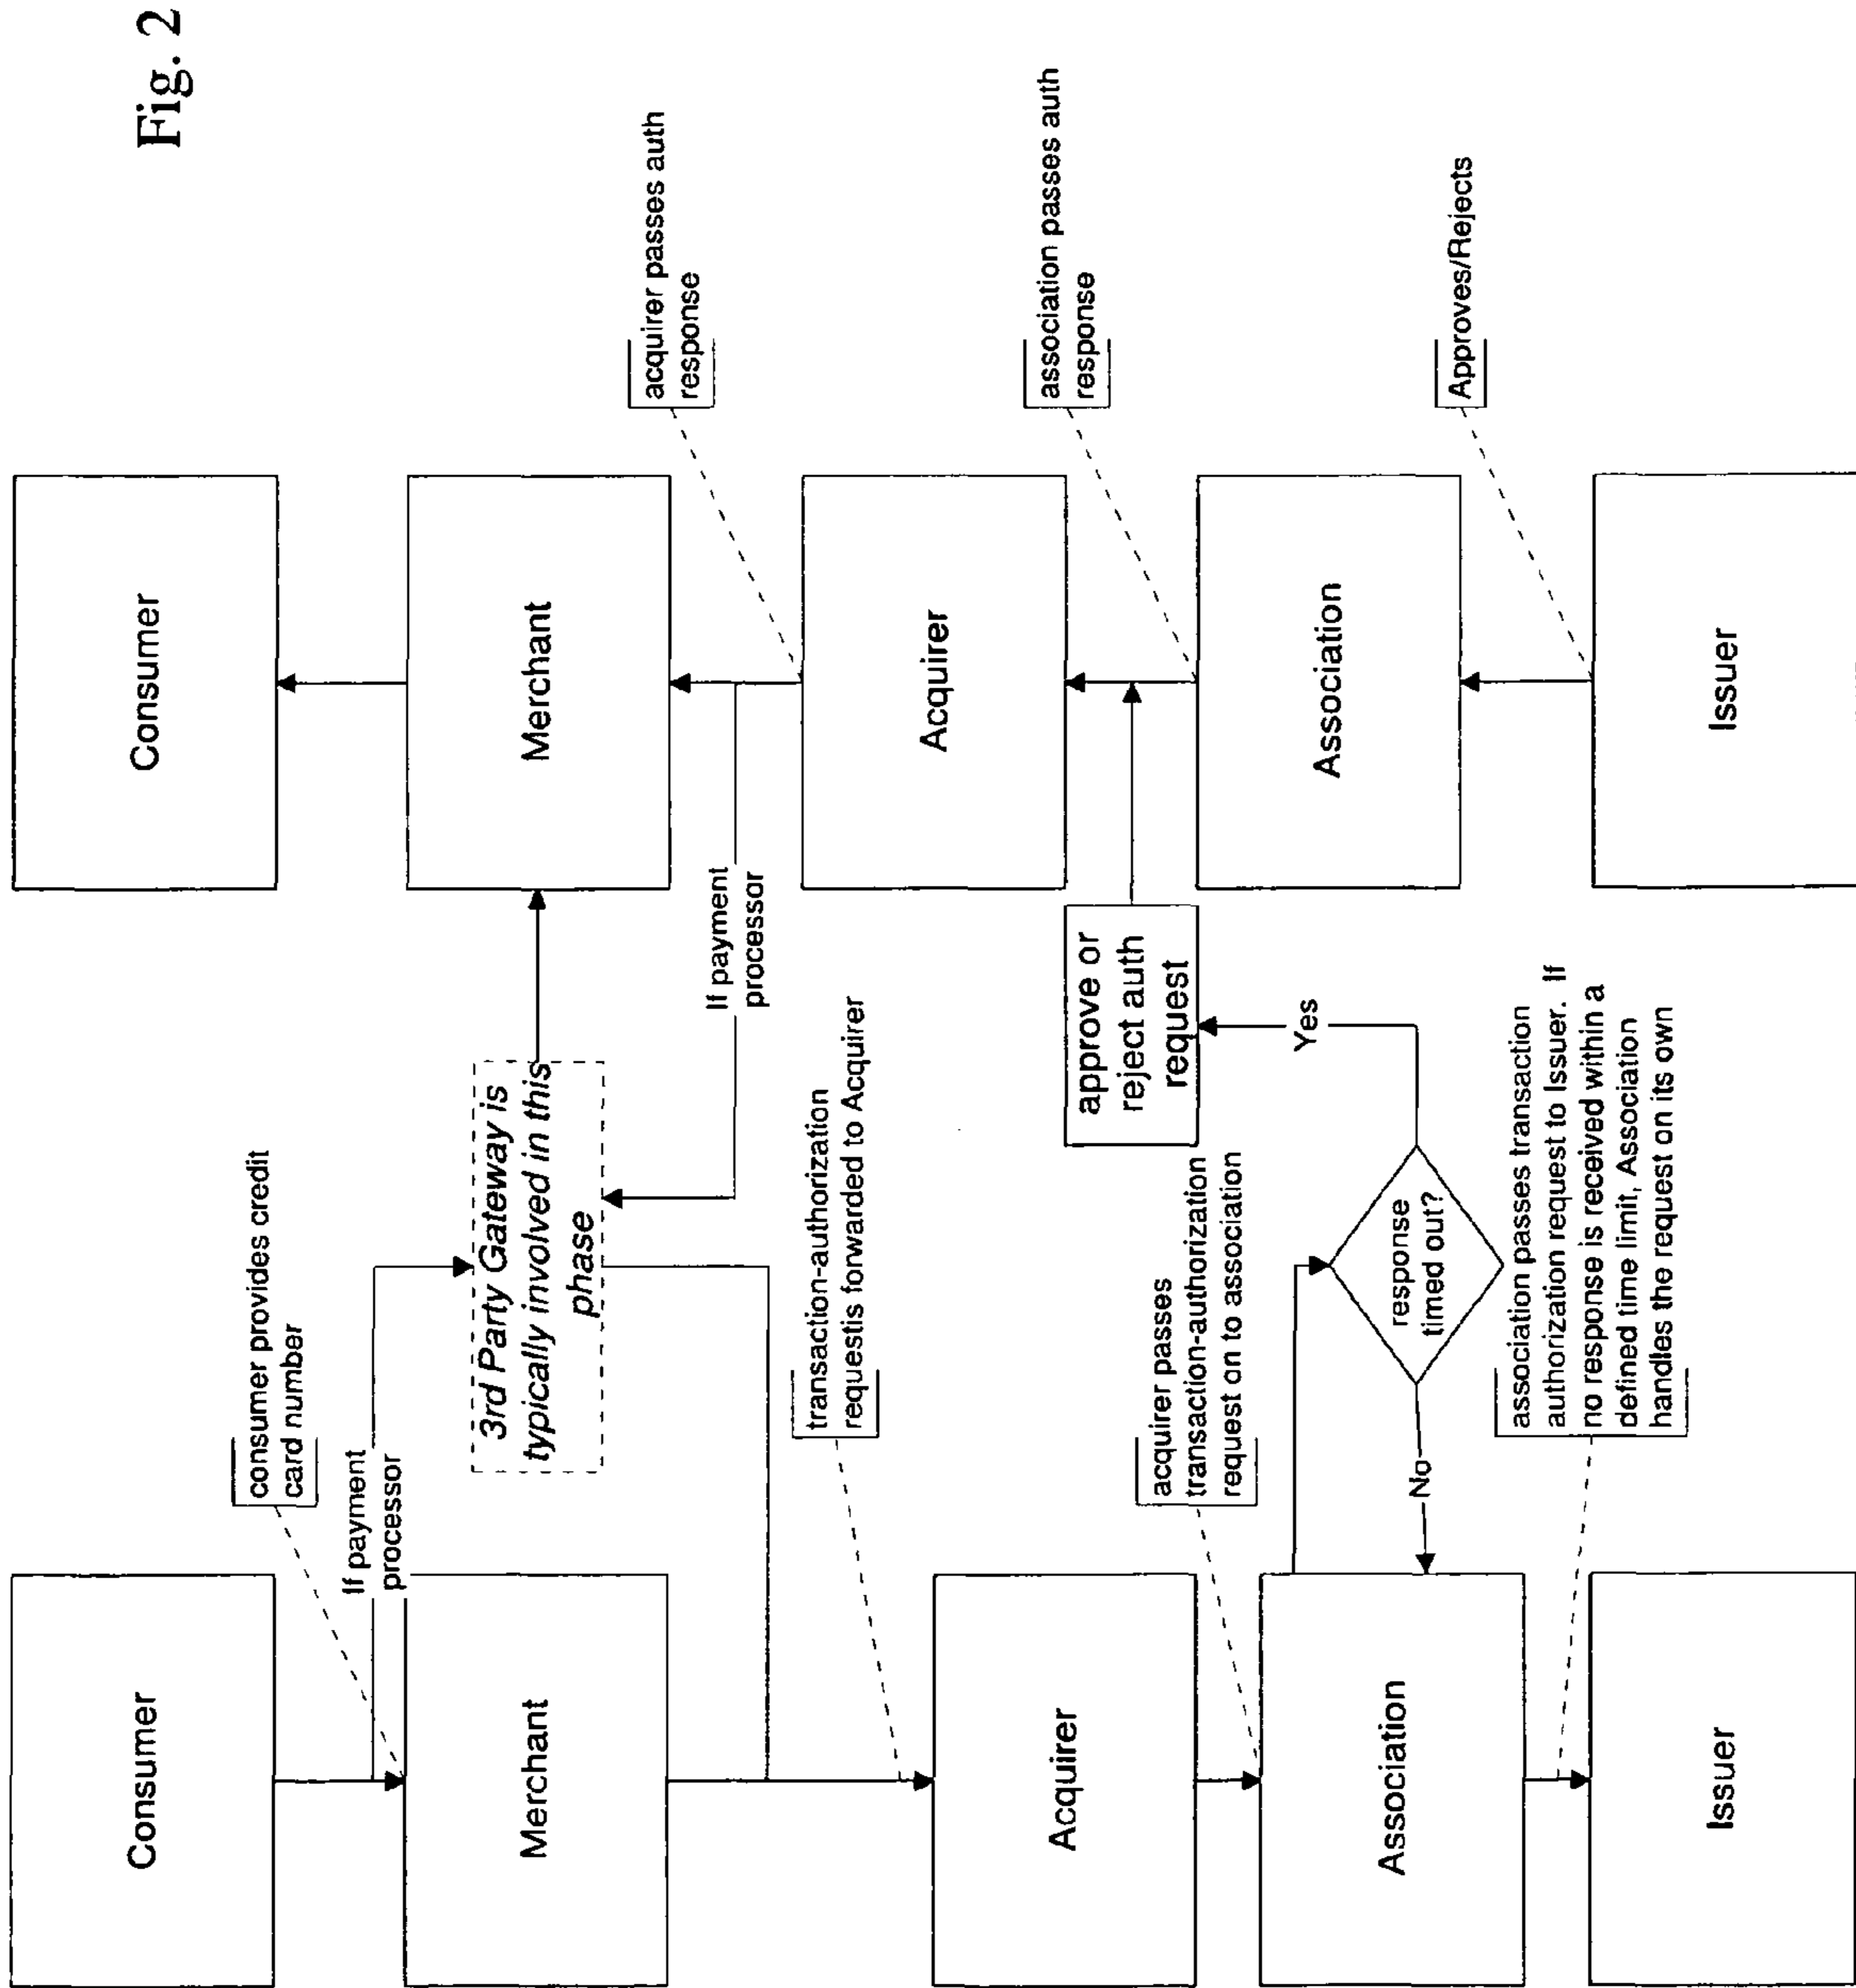 Fig. 2
Consumer
consumer provides credit
card number
If payment
processor
Merchant
3rd Party Gateway is
typically involved in this
phase
transaction-authorization
requestis forwarded to Acquirer
Acquirer
acquirer passes
transaction-authorization
request on to association
Association
response
timed out?
No
Yes
approve or
reject auth
request
association passes transaction
authorization request to Issuer. If
no response is received within a
defined time limit, Association
handles the request on its own
Issuer
Consumer
Merchant
If payment
processor
acquirer passes auth
response
Acquirer
association passes auth
response
Association
Approves/Rejects
Issuer